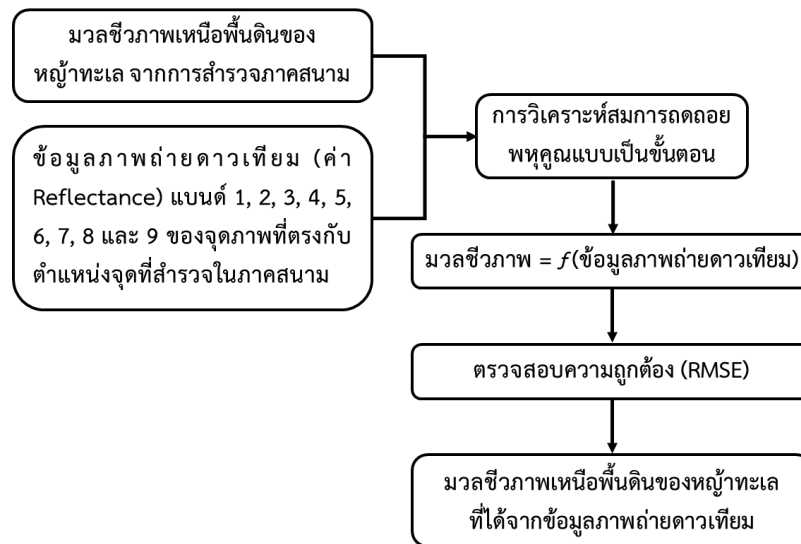 มวลชีวภาพเหนือพื้นดินของ
หญ้าทะเล จากการสำรวจภาคสนาม
ข้อมูลภาพถ่ายดาวเทียม (ค่า
Reflectance) แบนด์ 1, 2, 3, 4, 5,
6, 7, 8 และ 9 ของจุดภาพที่ตรงกับ
ตำแหน่งจุดที่สำรวจในภาคสนาม
การวิเคราะห์สมการถดถอย
พหุคูณแบบเป็นขั้นตอน
มวลชีวภาพ = f(ข้อมูลภาพถ่ายดาวเทียม)
ตรวจสอบความถูกต้อง (RMSE)
มวลชีวภาพเหนือพื้นดินของหญ้าทะเล
ที่ได้จากข้อมูลภาพถ่ายดาวเทียม